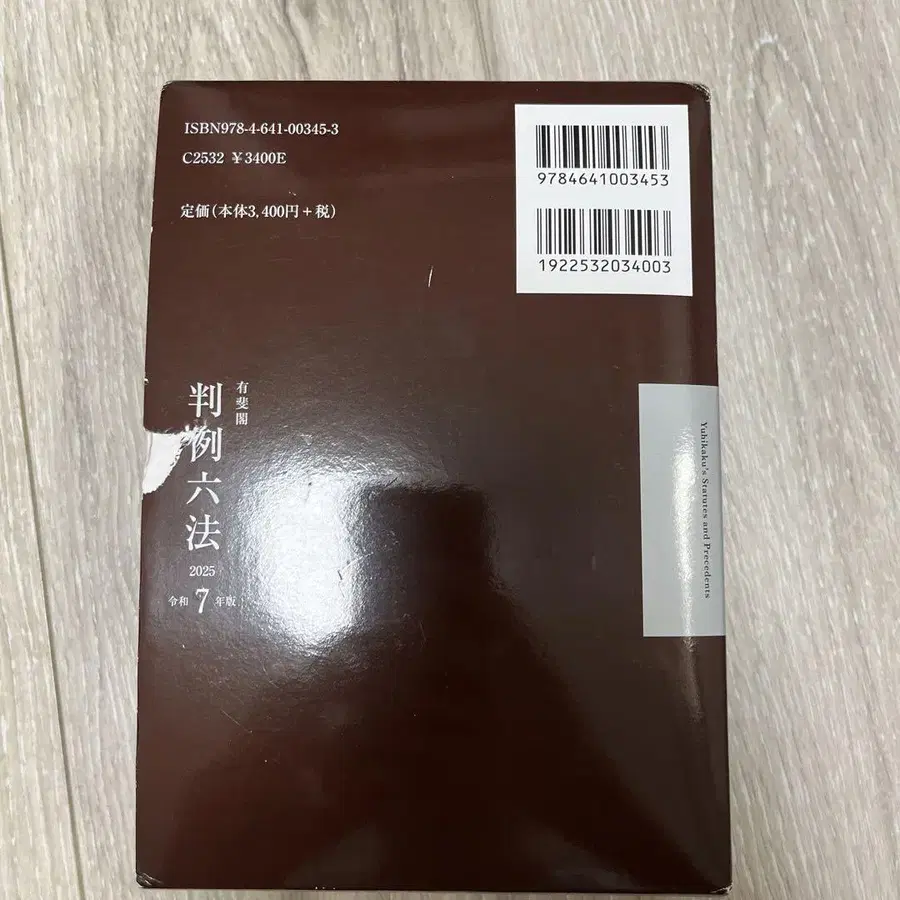 ISBN978-4-641-00345-3
C2532 ¥3400E
定価(本体3,400円+税)
9784641003453
1922532034003
有斐閣
判例六法
2025
令和7年版
Yuhikaku's Statutes and Precedents